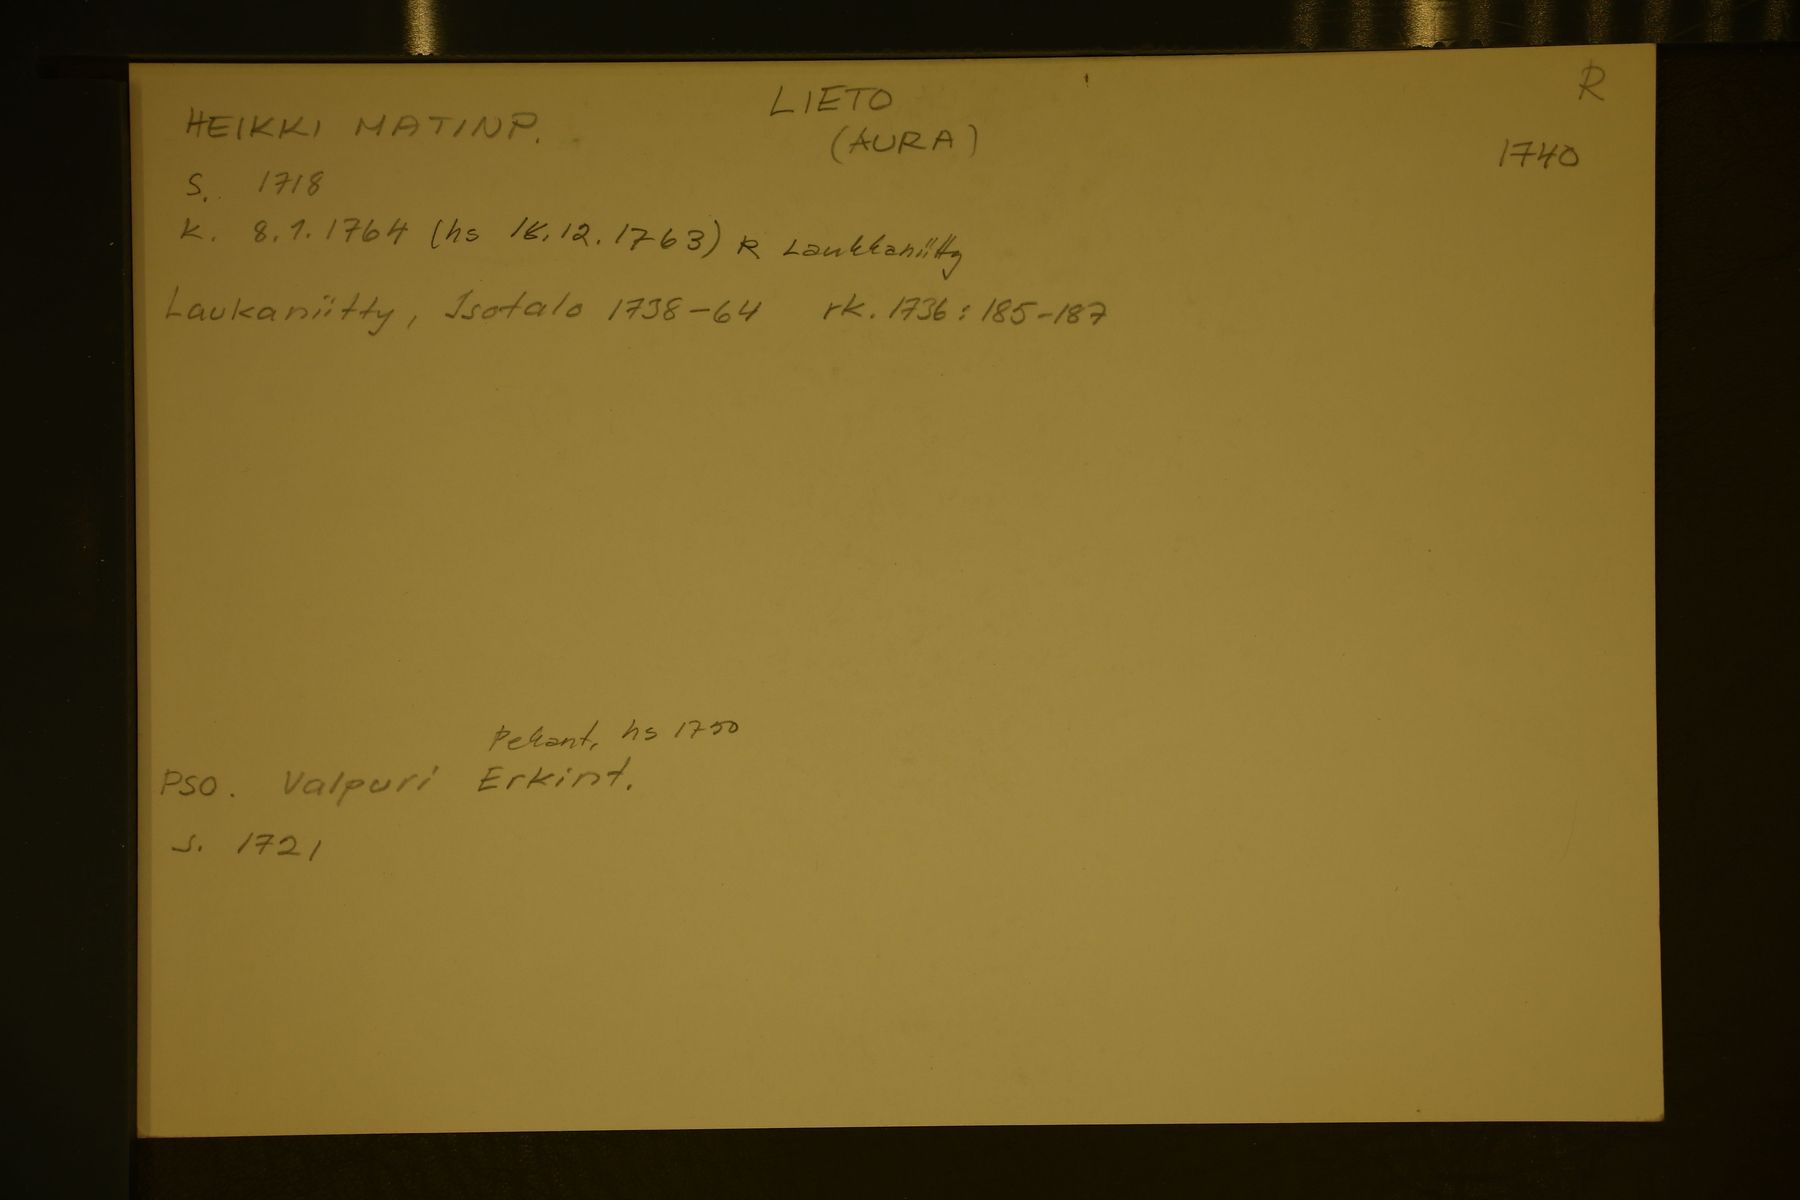 R
LIETO
HEIKKI MATINP.
(AURA)
1740
S. 1718
K. 8.1.1764 (hs 16.12.1763) R Laukkaniitty
Laukaniitty, Isotalo 1738-64 rk. 1736: 185-187
Pekant. hs 1750
PSO. Valpuri Erkint.
s. 1721